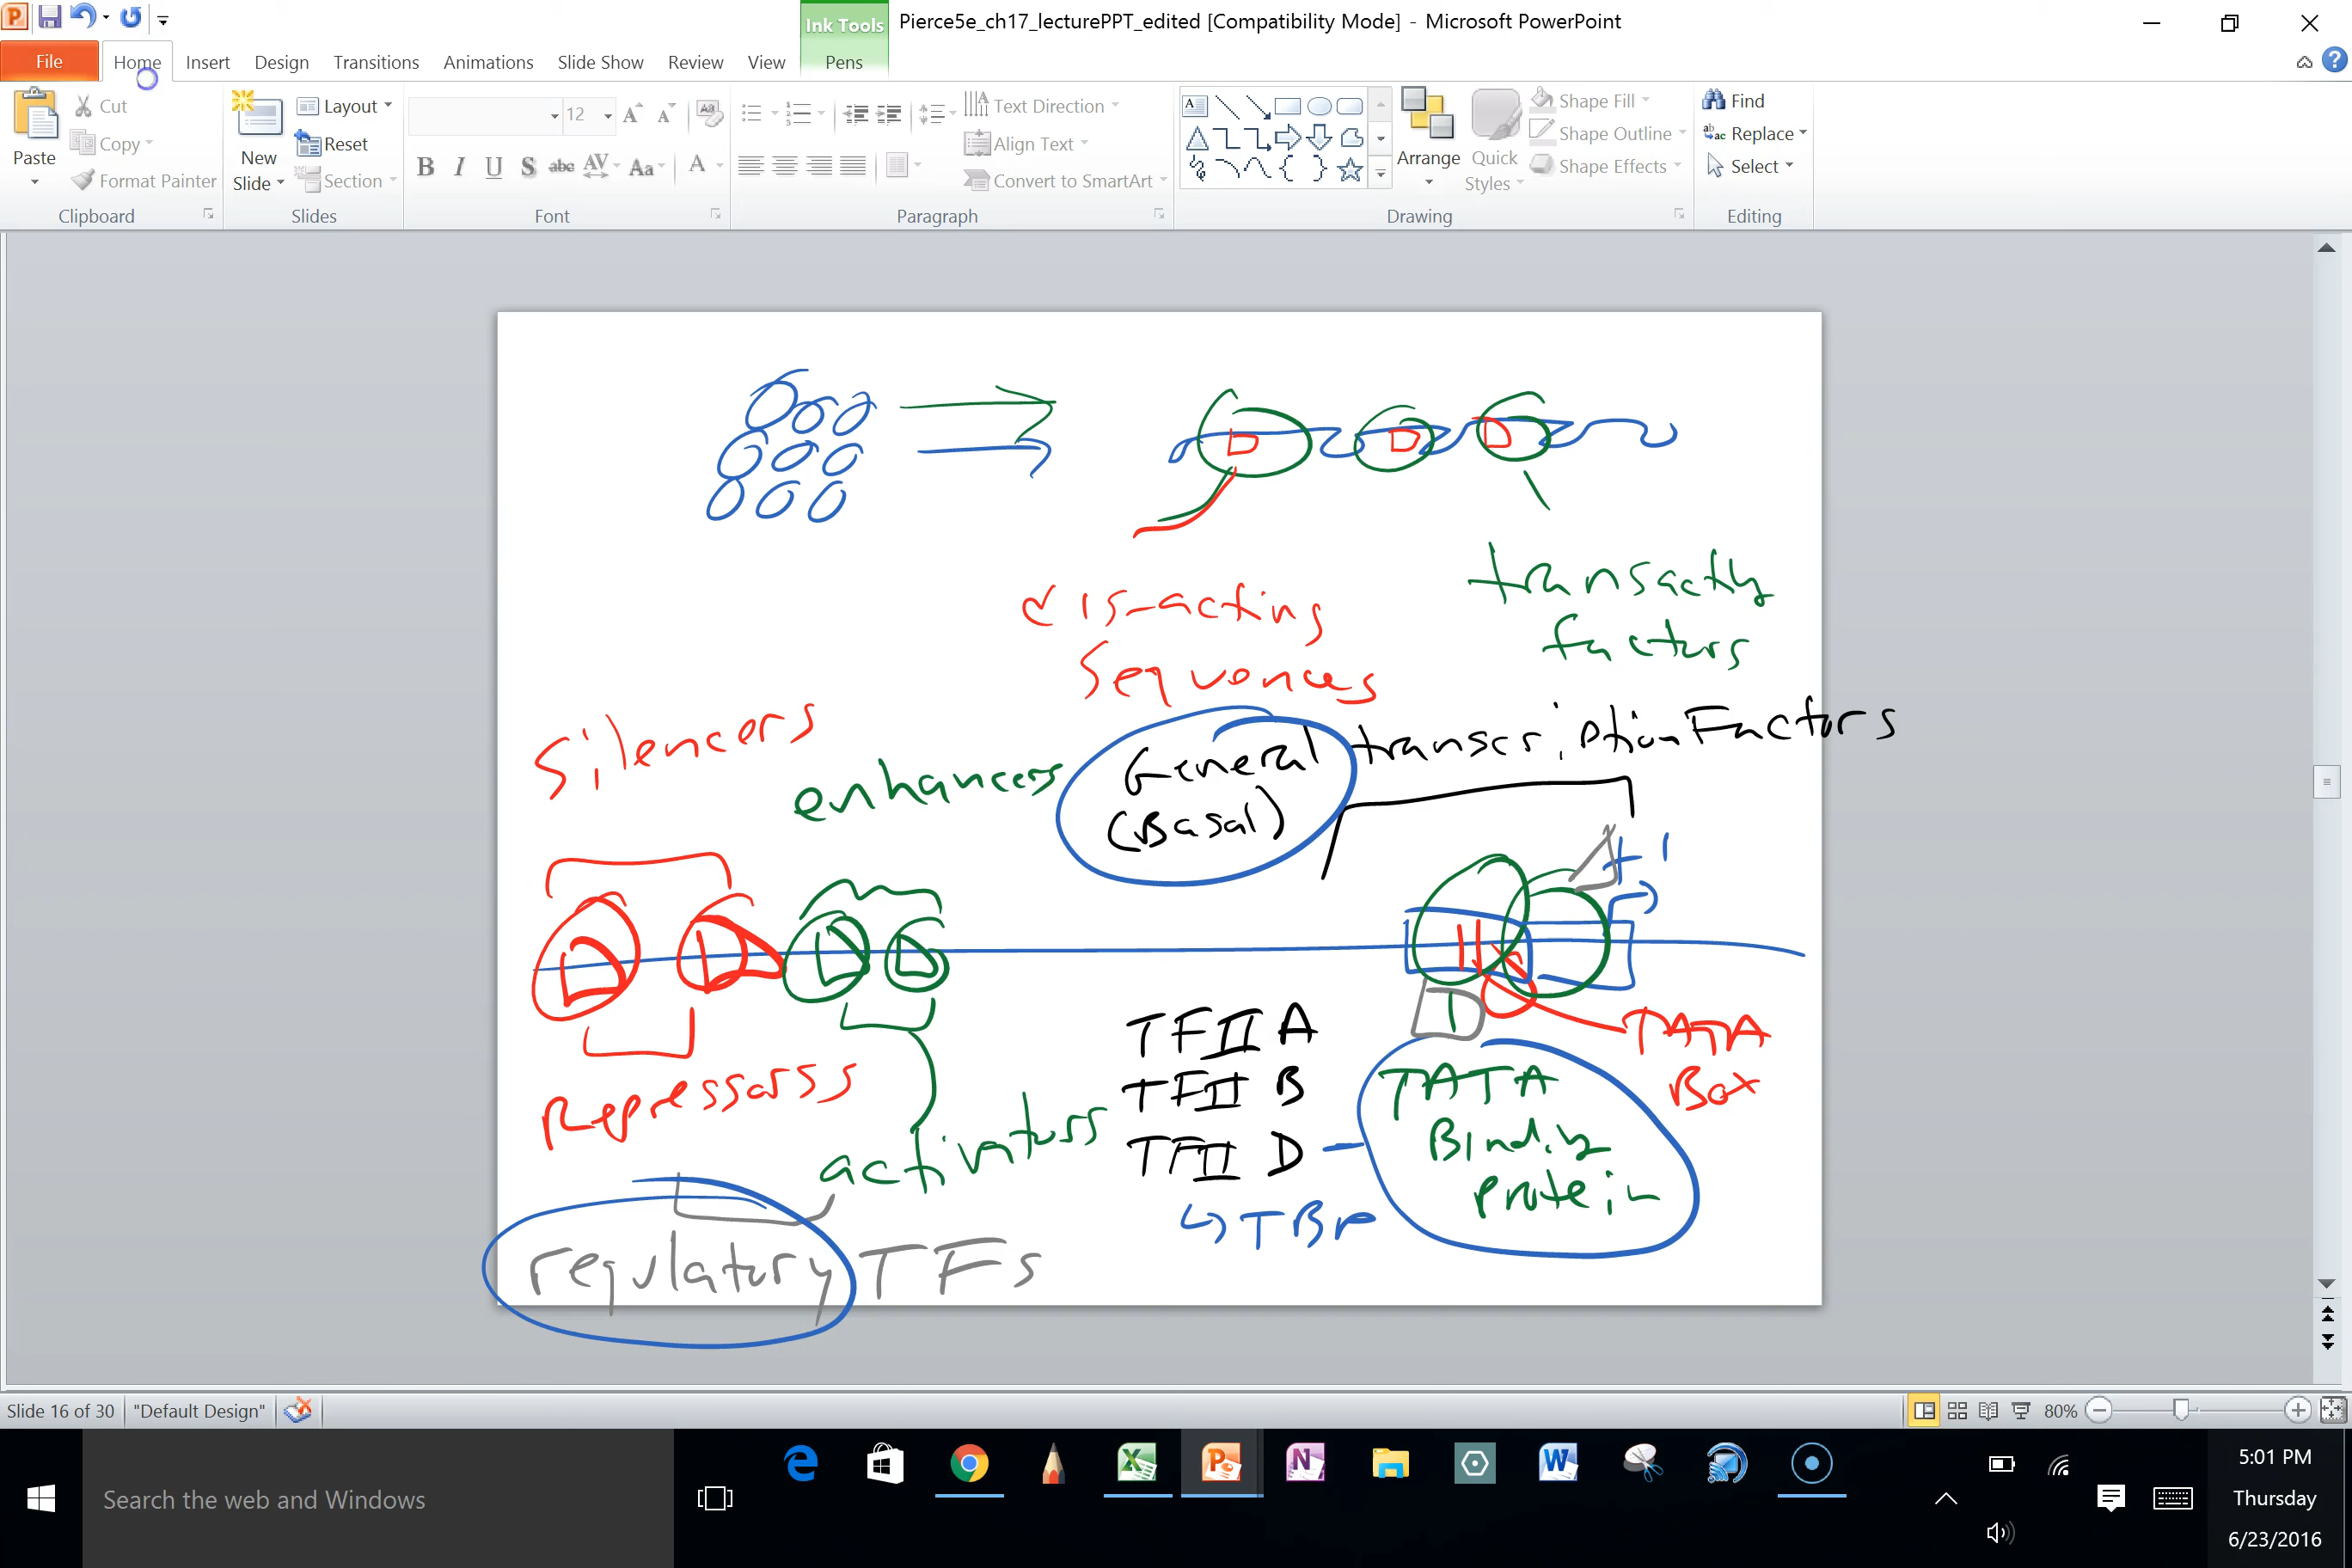 Ink Tools
Pierce5e_ch17_lecturePPT_edited [Compatibility Mode] - Microsoft PowerPoint
File Home Insert Design Transitions Animations Slide Show Review View Pens
Paste
Cut
Copy
Format Painter
Clipboard
New Slide
Layout
Reset
Section
Slides
12
B I U S abc AV Aa A
Font
Text Direction
Align Text
Convert to SmartArt
Paragraph
Arrange
Quick Styles
Shape Fill
Shape Outline
Shape Effects
Drawing
Find
Replace
Select
Editing
cis-acting
Sequences
transacting
factors
Silencers
enhancers
General transcription Factors
(Basal)
+1
TATA
Box
Repressorss
activators
TFII A
TFII B
TFII D - TATA
Binding
Protein
TBP
regulatory TFs
Slide 16 of 30 "Default Design" 80%
Search the web and Windows
5:01 PM
Thursday
6/23/2016